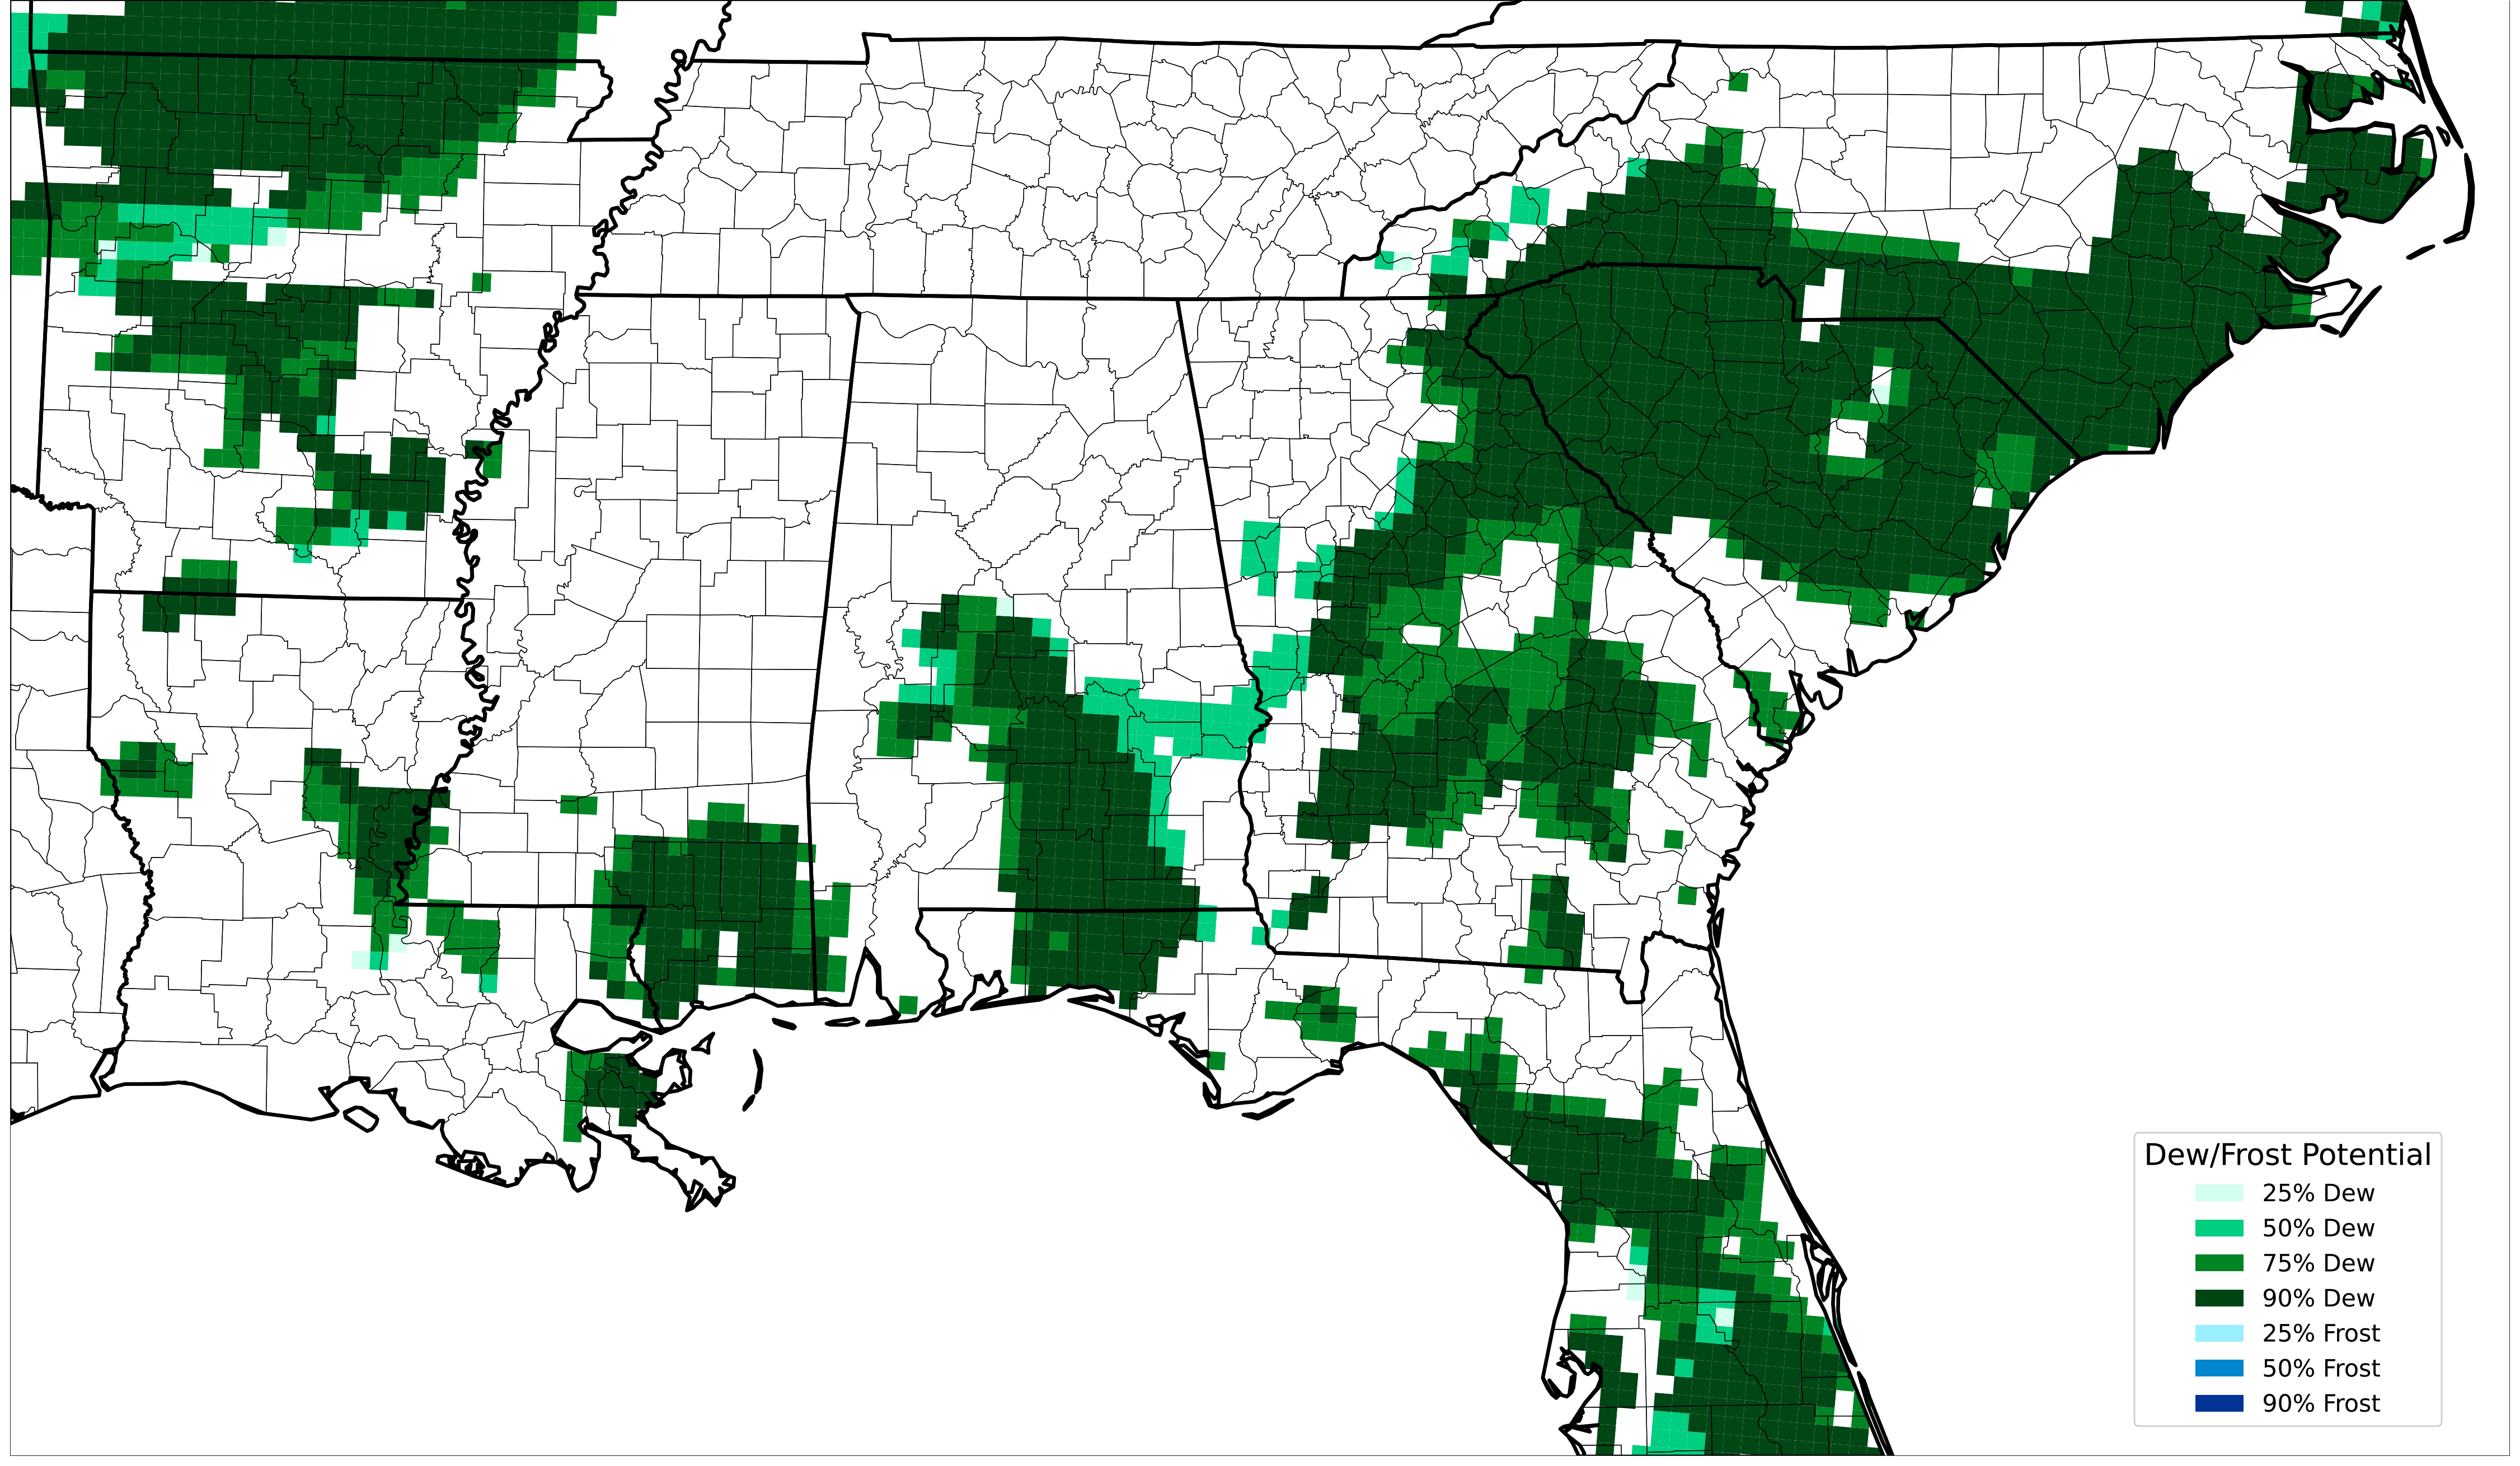 Dew/Frost Potential
25% Dew
50% Dew
75% Dew
90% Dew
25% Frost
50% Frost
90% Frost